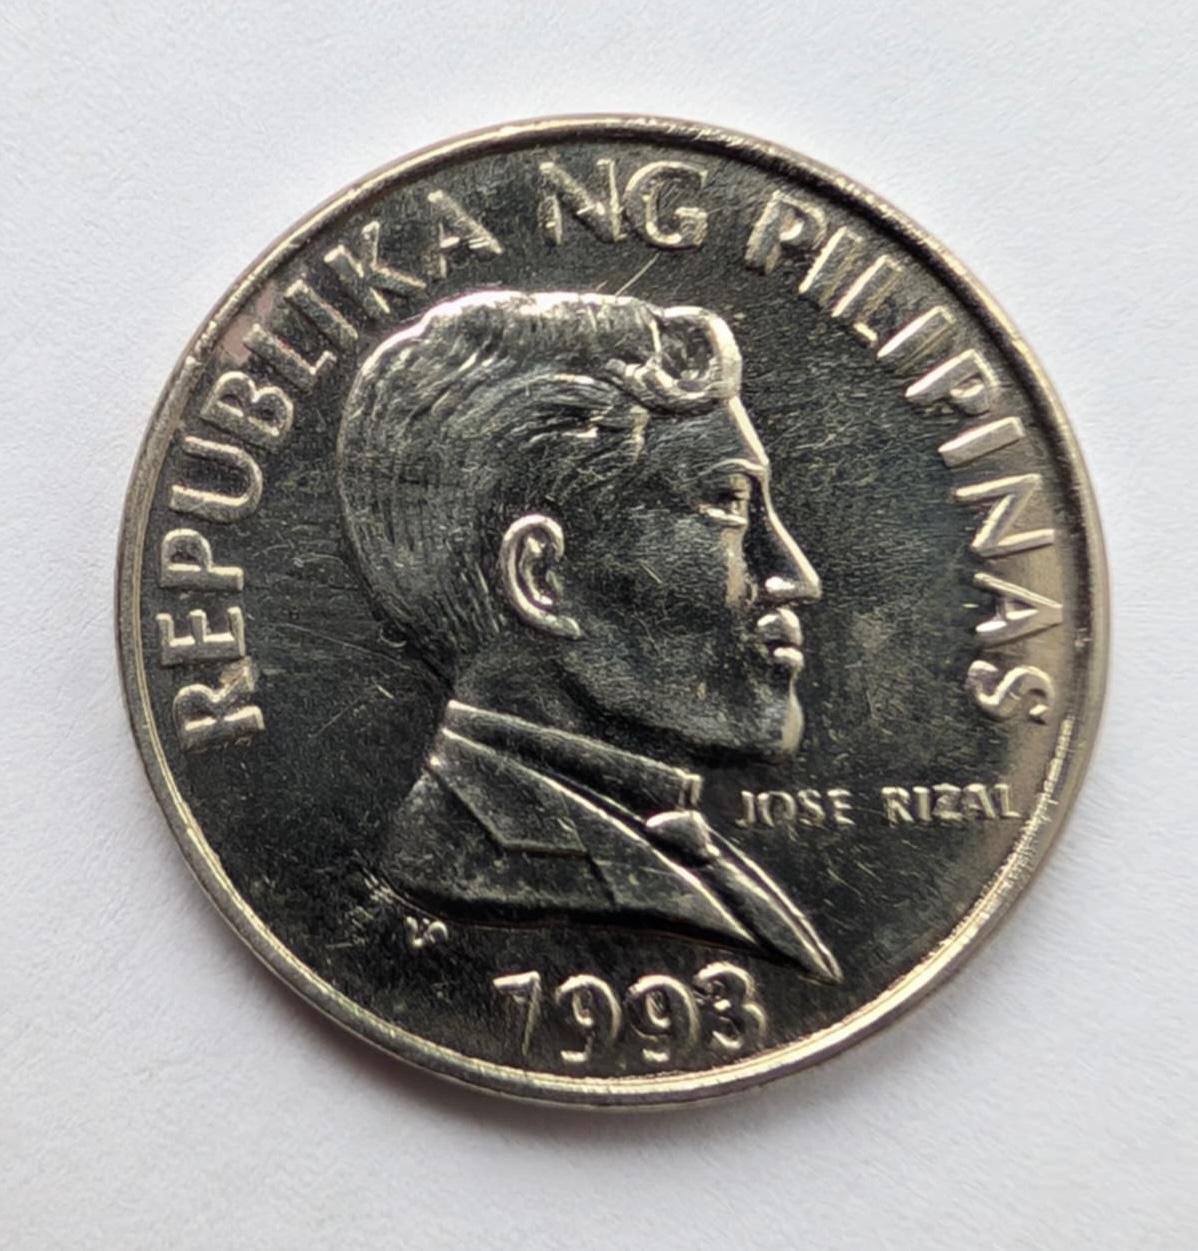 REPUBLIKA NG PILIPINAS
JOSE RIZAL
1993